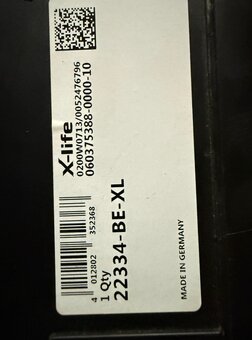 X-life
0200W0713/0052476796
060375388-0000-10
4 012802 352368
1 Qty
22334-BE-XL
MADE IN GERMANY